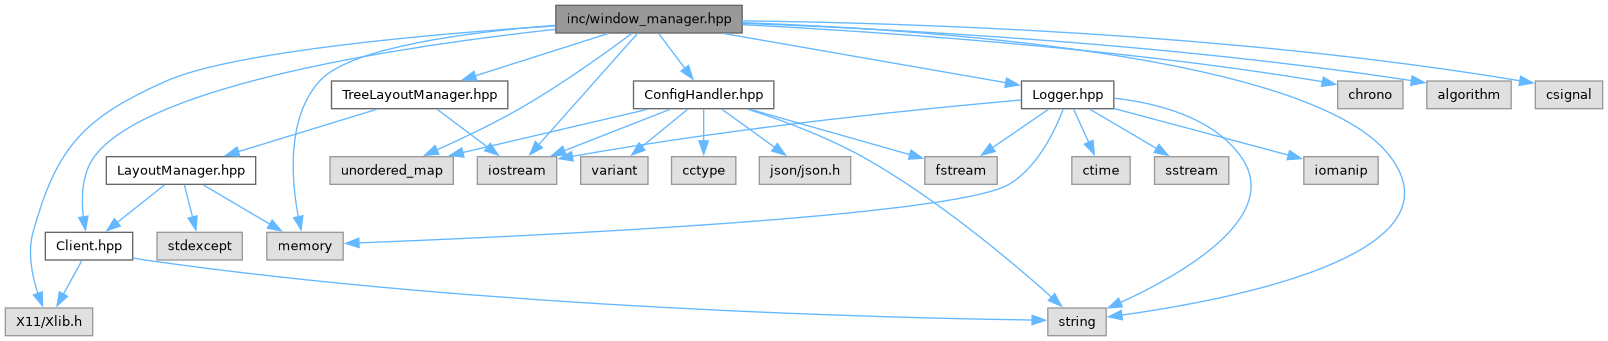 inc/window_manager.hpp
TreeLayoutManager.hpp
ConfigHandler.hpp
Logger.hpp
chrono
algorithm
csignal
LayoutManager.hpp
unordered_map
iostream
variant
cctype
json/json.h
fstream
ctime
sstream
iomanip
Client.hpp
stdexcept
memory
X11/Xlib.h
string